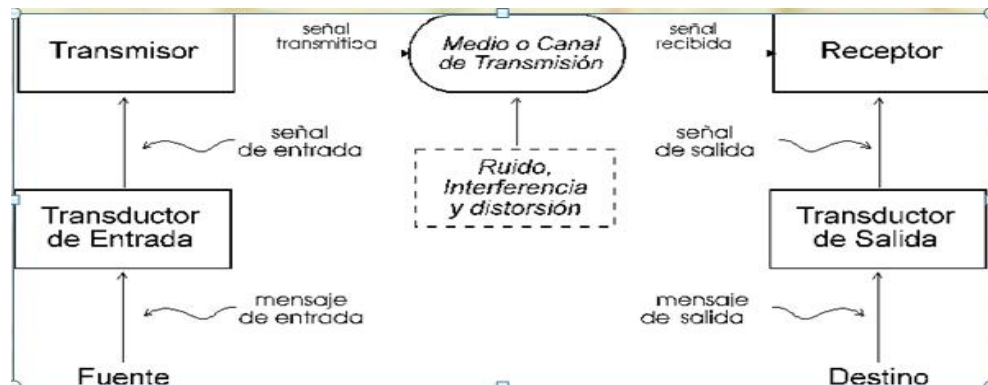 Transmisor
señal
transmitica
Medio o Canal
de Transmisión
señal
recibida
Receptor
señal
de entrada
Ruido,
Interferencia
y distorsión
señal
de salida
Transductor
de Entrada
Transductor
de Salida
mensaje
de entrada
mensaje
de salida
Fuente
Destino